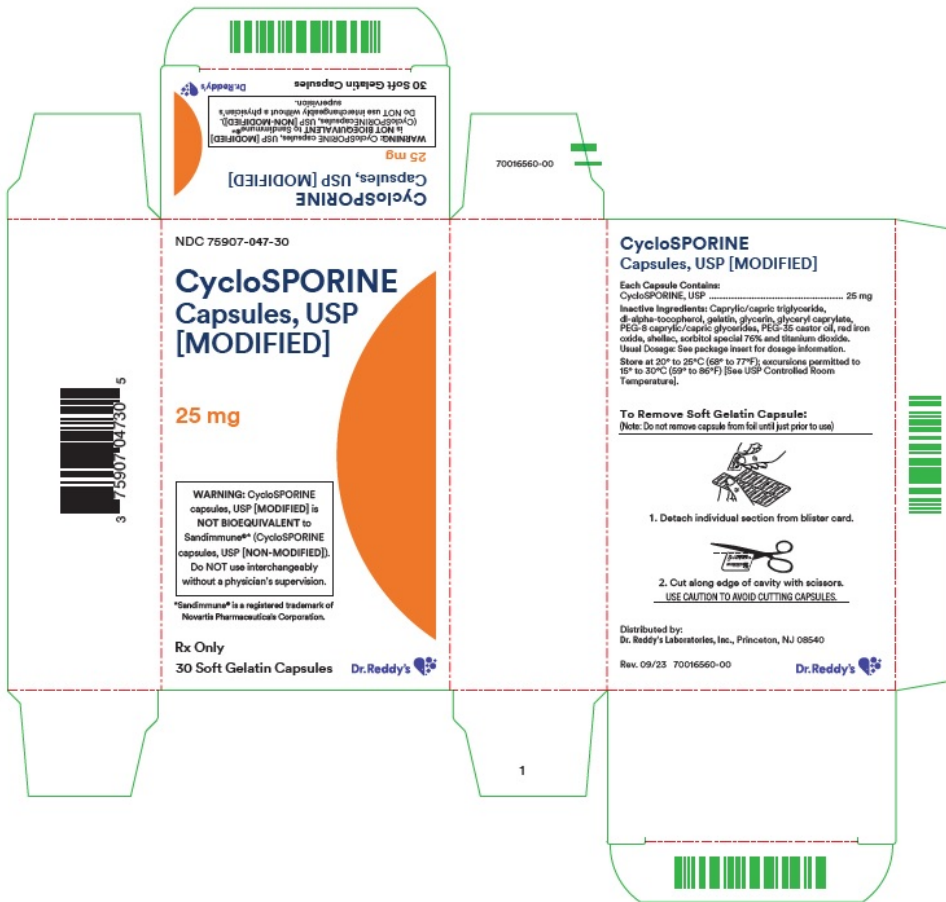 Dr.Reddy's
30 Soft Gelatin Capsules
WARNING: CycloSPORINE capsules, USP [MODIFIED]
is NOT BIOEQUIVALENT to Sandimmune®*
(CycloSPORINEcapsules, USP [NON-MODIFIED]).
Do NOT use interchangeably without a physician's
supervision.
25 mg
CycloSPORINE
Capsules, USP [MODIFIED]
70016560-00
NDC 75907-047-30
CycloSPORINE
Capsules, USP
[MODIFIED]
25 mg
WARNING: CycloSPORINE
capsules, USP [MODIFIED] is
NOT BIOEQUIVALENT to
Sandimmune®* (CycloSPORINE
capsules, USP [NON-MODIFIED]).
Do NOT use interchangeably
without a physician's supervision.
*Sandimmune® is a registered trademark of
Novartis Pharmaceuticals Corporation.
Rx Only
30 Soft Gelatin Capsules
Dr.Reddy's
3 75907 04730 5
1
CycloSPORINE
Capsules, USP [MODIFIED]
Each Capsule Contains:
CycloSPORINE, USP ........................................................ 25 mg
Inactive Ingredients: Caprylic/capric triglyceride,
dl-alpha-tocopherol, gelatin, glycerin, glyceryl caprylate,
PEG-8 caprylic/capric glycerides, PEG-35 castor oil, red iron
oxide, shellac, sorbitol special 76% and titanium dioxide.
Usual Dosage: See package insert for dosage information.
Store at 20° to 25°C (68° to 77°F); excursions permitted to
15° to 30°C (59° to 86°F) [See USP Controlled Room
Temperature].
To Remove Soft Gelatin Capsule:
(Note: Do not remove capsule from foil until just prior to use)
1. Detach individual section from blister card.
2. Cut along edge of cavity with scissors.
USE CAUTION TO AVOID CUTTING CAPSULES.
Distributed by:
Dr. Reddy's Laboratories, Inc., Princeton, NJ 08540
Rev. 09/23 70016560-00
Dr.Reddy's